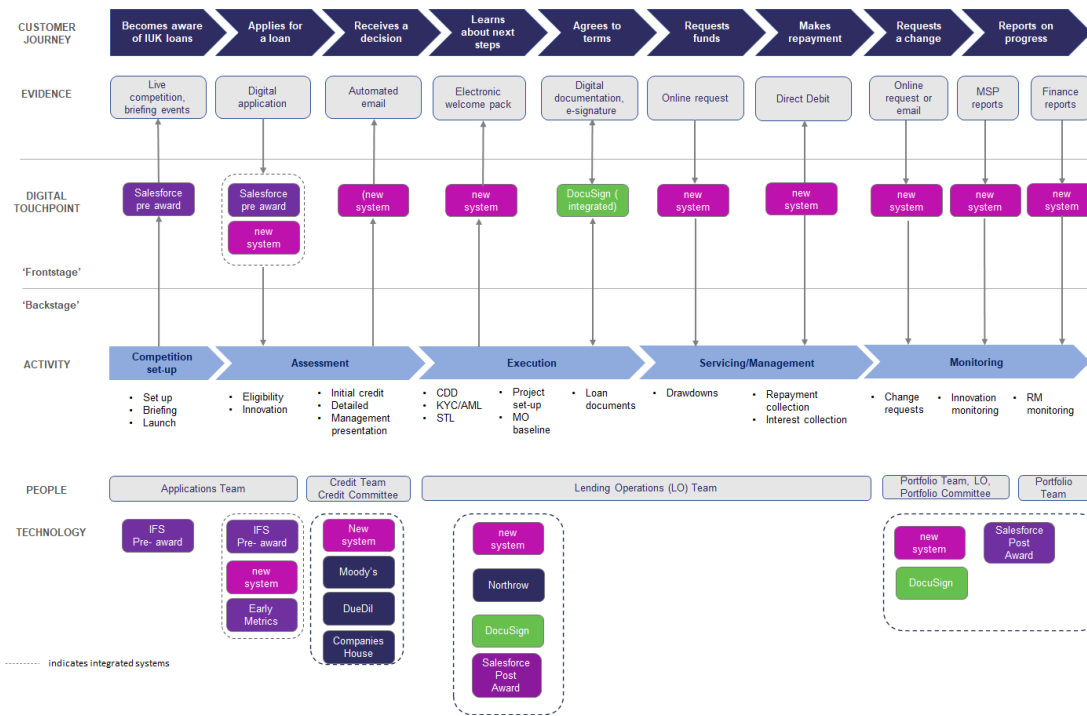 CUSTOMER
JOURNEY
Becomes aware
of IUK loans
Applies for
a loan
Receives a
decision
Learns
about next
steps
Agrees to
terms
Requests
funds
Makes
repayment
Requests
a change
Reports on
progress
EVIDENCE
Live
competition,
briefing events
Digital
application
Automated
email
Electronic
welcome pack
Digital
documentation,
e-signature
Online request
Direct Debit
Online
request or
email
MSP
reports
Finance
reports
DIGITAL
TOUCHPOINT
Salesforce
pre award
Salesforce
pre award
new
system
(new
system
new
system
DocuSign (
integrated)
new
system
new
system
new
system
new
system
new
system
‘Frontstage’
‘Backstage’
ACTIVITY
Competition
set-up
Assessment
Execution
Servicing/Management
Monitoring
• Set up
• Briefing
• Launch
• Eligibility
• Innovation
• Initial credit
• Detailed
• Management
presentation
• CDD
• KYC/AML
• STL
• Project
set-up
• MO
baseline
• Loan
documents
• Drawdowns
• Repayment
collection
• Interest collection
• Change
requests
• Innovation
monitoring
• RM
monitoring
PEOPLE
Applications Team
Credit Team
Credit Committee
Lending Operations (LO) Team
Portfolio Team, LO,
Portfolio Committee
Portfolio
Team
TECHNOLOGY
IFS
Pre- award
IFS
Pre- award
new
system
Early
Metrics
New
system
Moody's
DueDil
Companies
House
new
system
Northrow
DocuSign
Salesforce
Post
Award
new
system
DocuSign
Salesforce
Post
Award
indicates integrated systems